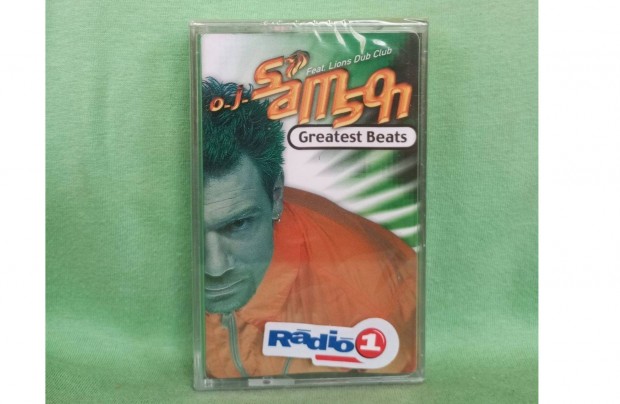 Feat. Lions Dub Club
o.j. Samson
Greatest Beats
Rádió 1